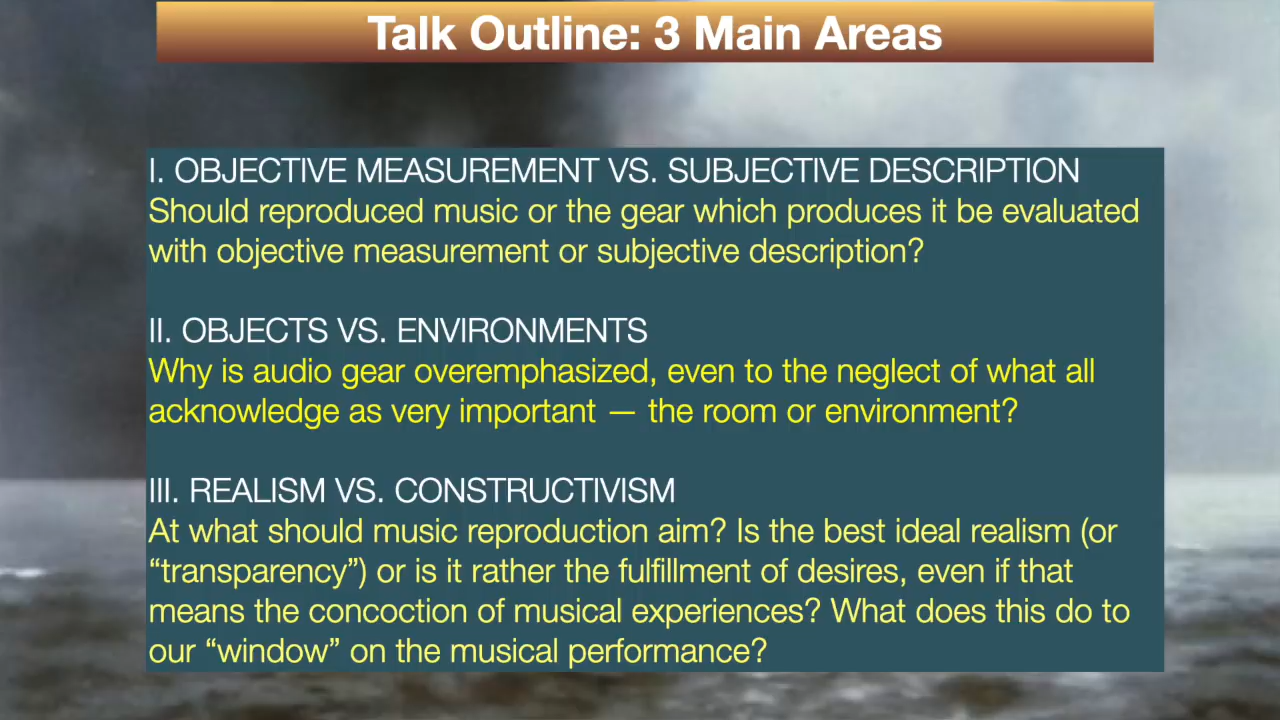 Talk Outline: 3 Main Areas
I. OBJECTIVE MEASUREMENT VS. SUBJECTIVE DESCRIPTION
Should reproduced music or the gear which produces it be evaluated
with objective measurement or subjective description?
II. OBJECTS VS. ENVIRONMENTS
Why is audio gear overemphasized, even to the neglect of what all
acknowledge as very important — the room or environment?
III. REALISM VS. CONSTRUCTIVISM
At what should music reproduction aim? Is the best ideal realism (or
“transparency”) or is it rather the fulfillment of desires, even if that
means the concoction of musical experiences? What does this do to
our “window” on the musical performance?